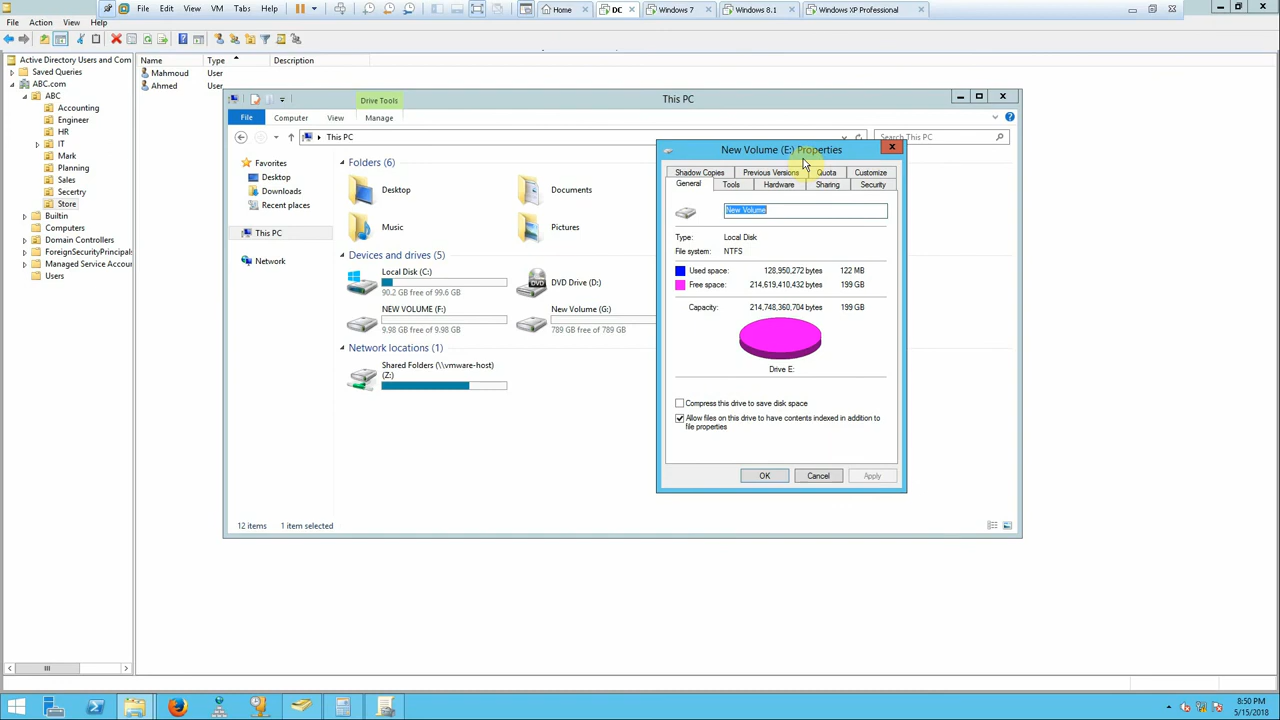 File Edit View VM Tabs Help
Home
DC
Windows 7
Windows 8.1
Windows XP Professional
File Action View Help
Active Directory Users and Com
Saved Queries
ABC.com
ABC
Accounting
Engineer
HR
IT
Mark
Planning
Sales
Secertry
Store
Builtin
Computers
Domain Controllers
ForeignSecurityPrincipals
Managed Service Accour
Users
Name Type Description
Mahmoud User
Ahmed User
Drive Tools
This PC
File Computer View Manage
This PC
Search This PC
Favorites
Desktop
Downloads
Recent places
This PC
Network
Folders (6)
Desktop
Documents
Music
Pictures
Devices and drives (5)
Local Disk (C:)
90.2 GB free of 99.6 GB
DVD Drive (D:)
NEW VOLUME (F:)
9.98 GB free of 9.98 GB
New Volume (G:)
789 GB free of 789 GB
Network locations (1)
Shared Folders (\\vmware-host)
(Z:)
12 items 1 item selected
New Volume (E:) Properties
Shadow Copies Previous Versions Quota Customize
General Tools Hardware Sharing Security
New Volume
Type: Local Disk
File system: NTFS
Used space: 128,950,272 bytes 122 MB
Free space: 214,619,410,432 bytes 199 GB
Capacity: 214,748,360,704 bytes 199 GB
Drive E:
Compress this drive to save disk space
Allow files on this drive to have contents indexed in addition to
file properties
OK Cancel Apply
8:50 PM
5/15/2018